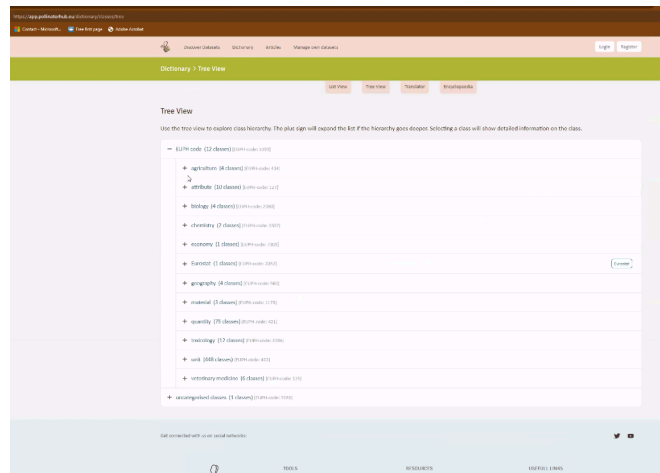 https://app.pollinatorhub.eu/dictionary/classes/tree
Contact - Microsoft... Free first page Adobe Acrobat
Discover Datasets Dictionary Articles Manage own datasets Login Register
Dictionary > Tree View
List View Tree View Translator Encyclopaedia
Tree View
Use the tree view to explore class hierarchy. The plus sign will expand the list if the hierarchy goes deeper. Selecting a class will show detailed information on the class.
− EUPH code (12 classes)
+ agriculture (4 classes)
+ attribute (10 classes)
+ biology (4 classes)
+ chemistry (2 classes)
+ economy (1 classes)
+ Eurostat (1 classes)
+ geography (4 classes)
+ material (3 classes)
+ quantity (75 classes)
+ toxicology (12 classes)
+ unit (448 classes)
+ veterinary medicine (6 classes)
+ uncategorised classes (1 classes)
Get connected with us on social networks
TOOLS RESOURCES USEFULL LINKS